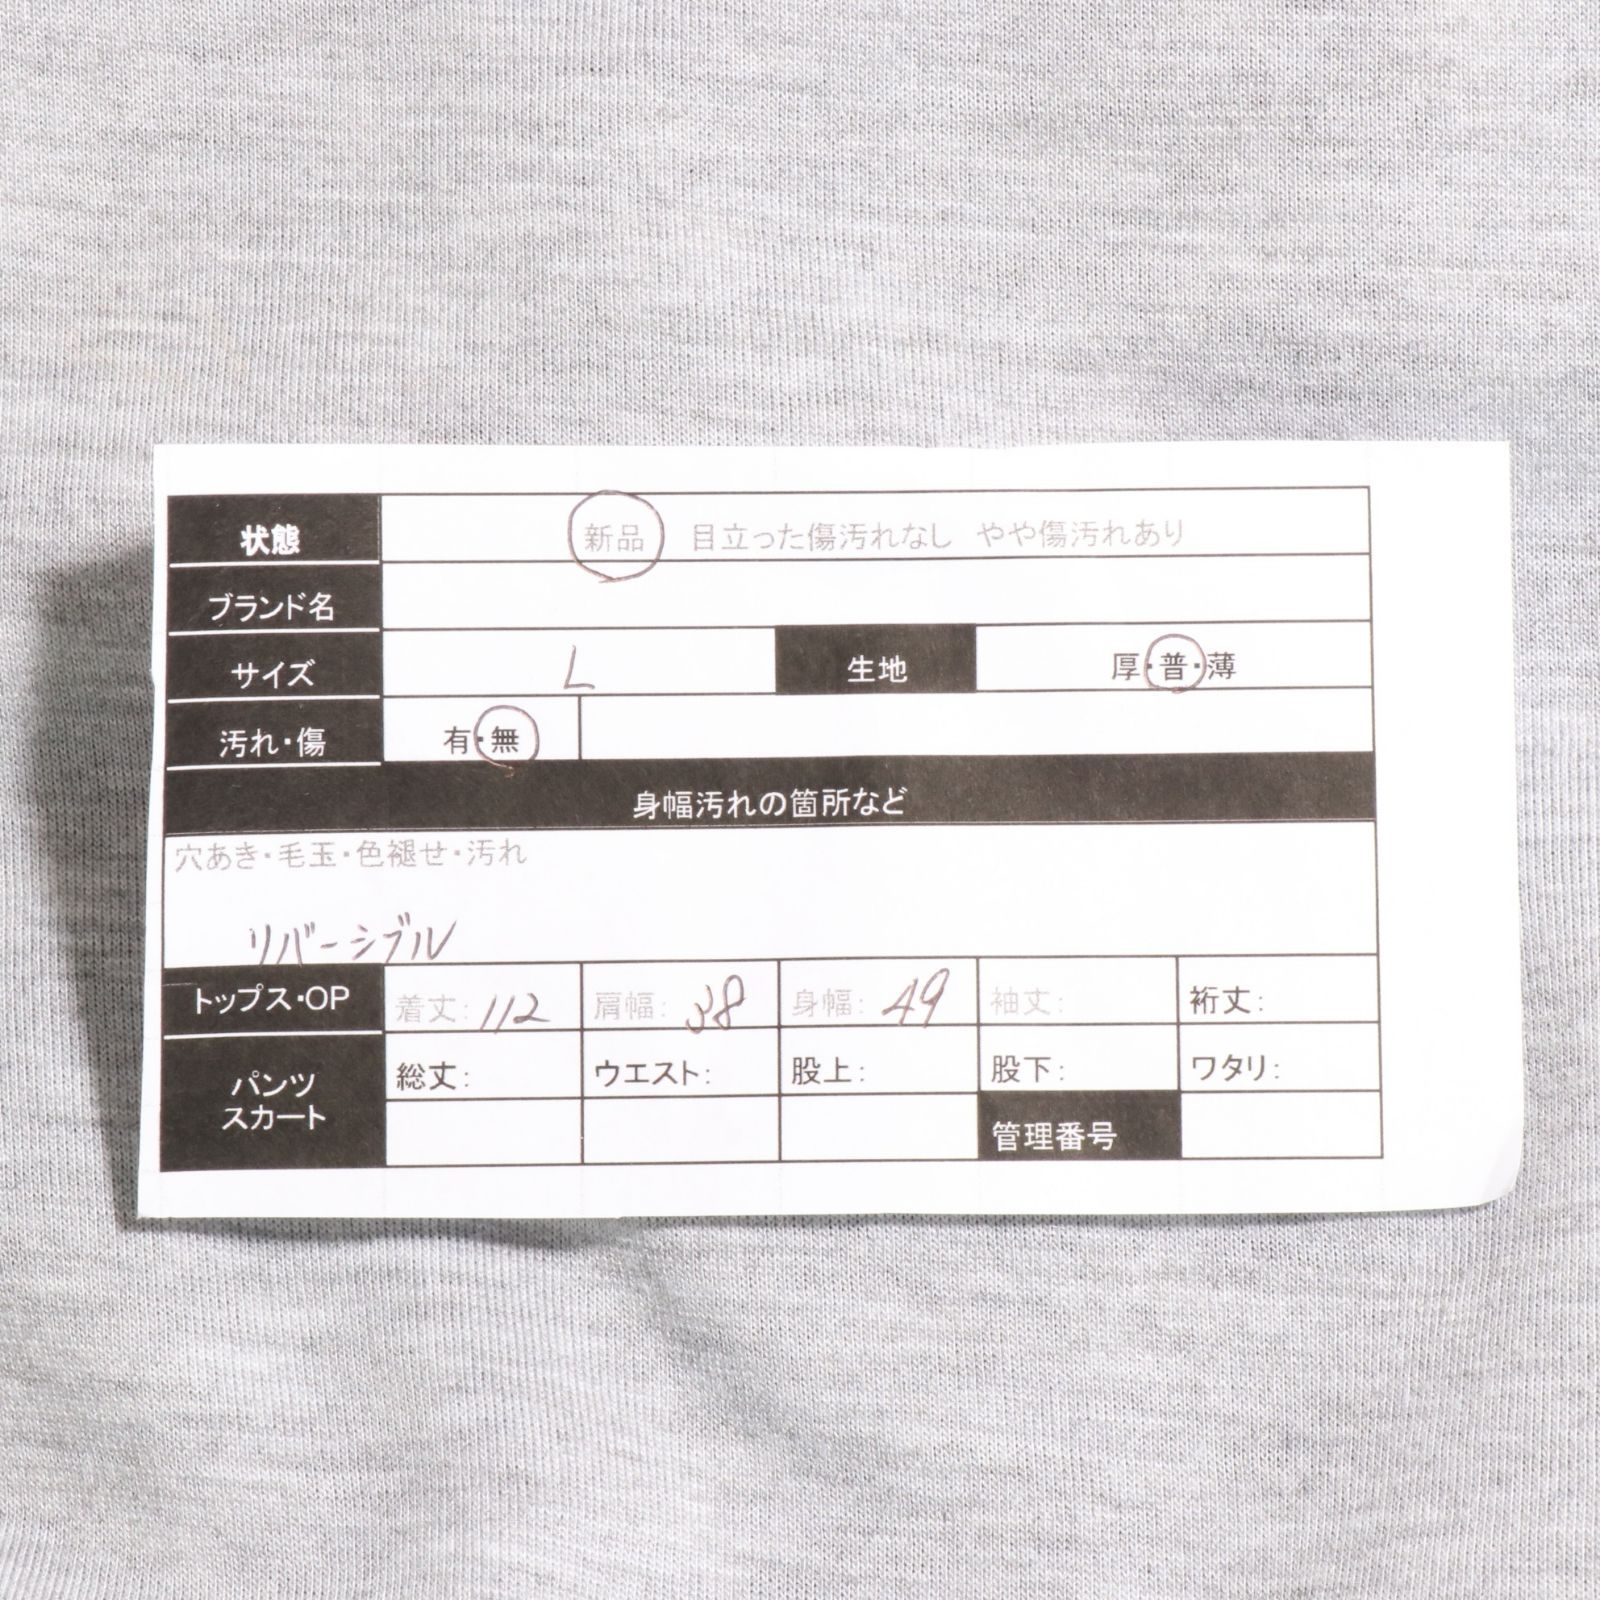 状態 新品 目立った傷汚れなし やや傷汚れあり
ブランド名
サイズ L 生地 厚・普・薄
汚れ・傷 有・無
身幅汚れの箇所など
穴あき・毛玉・色褪せ・汚れ
リバーシブル
トップス・OP 着丈: 112 肩幅: 38 身幅: 49 袖丈: 裄丈:
パンツ 総丈: ウエスト: 股上: 股下: ワタリ:
スカート 管理番号